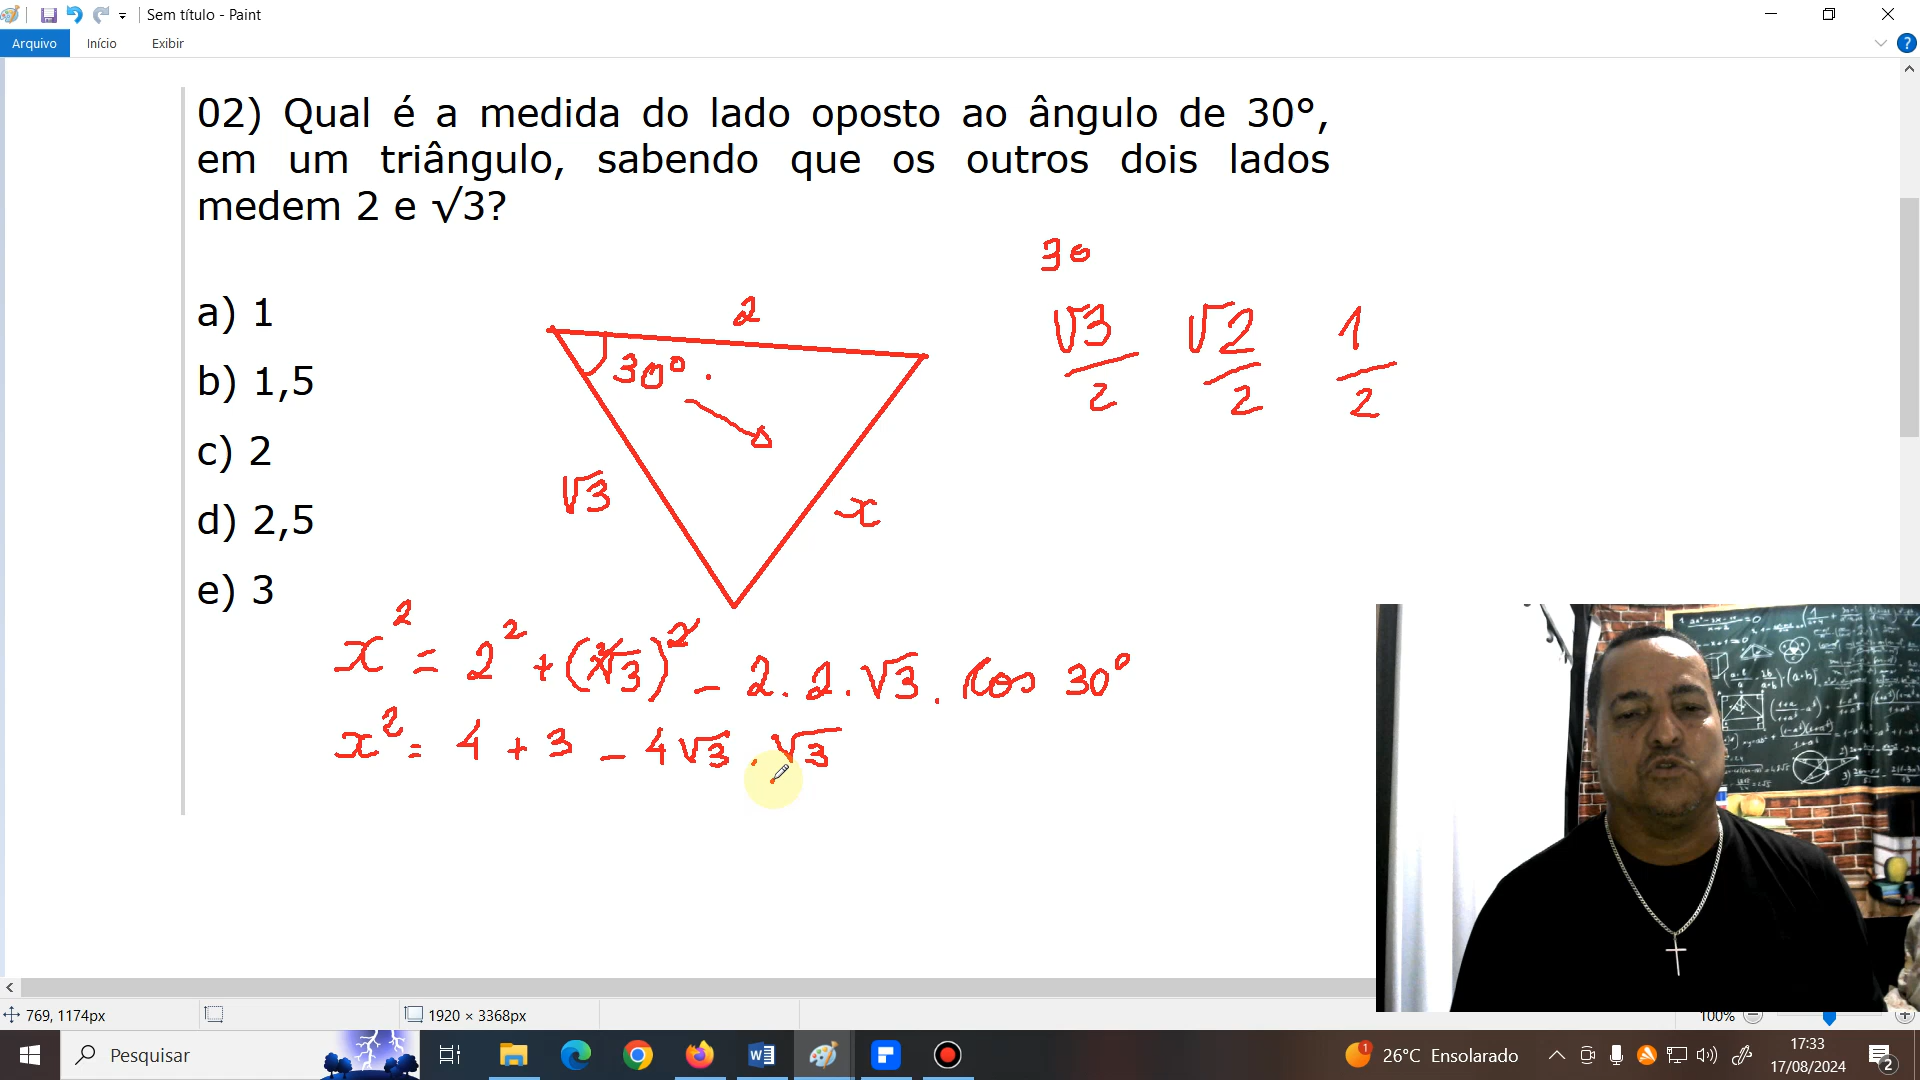 Sem título - Paint
Arquivo Início Exibir
02) Qual é a medida do lado oposto ao ângulo de 30°,
em um triângulo, sabendo que os outros dois lados
medem 2 e √3?
a) 1
b) 1,5
c) 2
d) 2,5
e) 3
2
30° .
√3
x
30
√3/2 √2/2 1/2
x² = 2² + (²√3)² - 2 . 2 . √3 . Cos 30°
x² = 4 + 3 - 4√3 . √3
769, 1174px
1920 × 3368px
100%
Pesquisar
1
26°C Ensolarado
17:33
17/08/2024
2